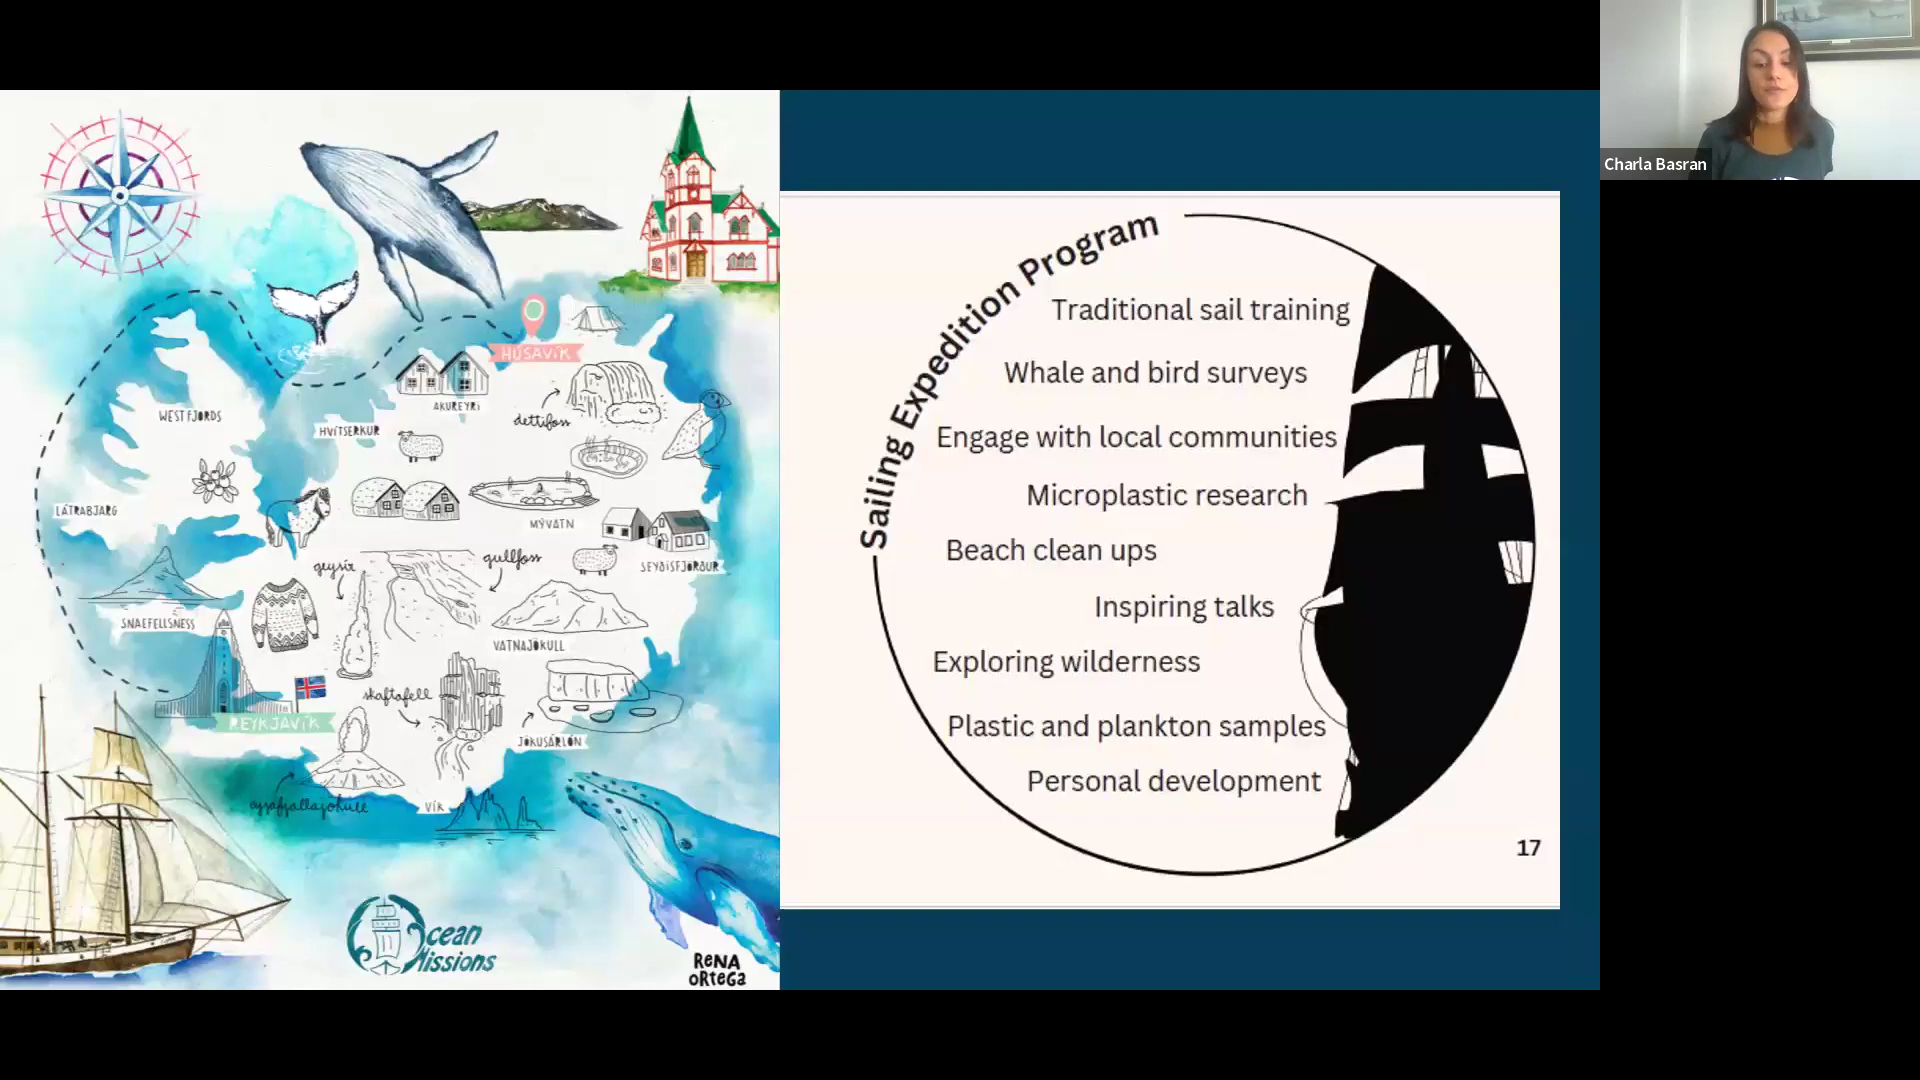 HÚSAVÍK
AKUREYRI
dettifoss
WESTFJORDS
HVÍTSERKUR
LÁTRABJARG
MÝVATN
geysir
gullfoss
SEYÐISFJÖRÐUR
SNAEFELLSNESS
VATNAJÖKULL
skaftafell
REYKJAVÍK
JÖKUSÁRLÓN
eyjafjallajökull
VÍK
Ocean
Missions
RENA
ORTEGA
Sailing Expedition Program
Traditional sail training
Whale and bird surveys
Engage with local communities
Microplastic research
Beach clean ups
Inspiring talks
Exploring wilderness
Plastic and plankton samples
Personal development
17
Charla Basran